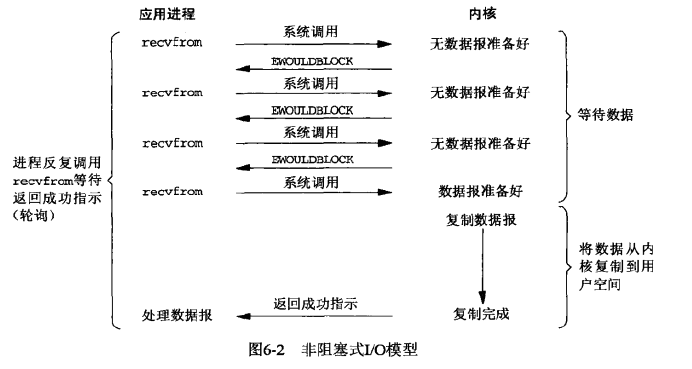 应用进程
内核
recvfrom
系统调用
无数据报准备好
EWOULDBLOCK
recvfrom
系统调用
无数据报准备好
EWOULDBLOCK
recvfrom
系统调用
无数据报准备好
EWOULDBLOCK
recvfrom
系统调用
数据报准备好
等待数据
进程反复调用
recvfrom等待
返回成功指示
(轮询)
复制数据报
将数据从内
核复制到用
户空间
处理数据报
返回成功指示
复制完成
图6-2 非阻塞式I/O模型